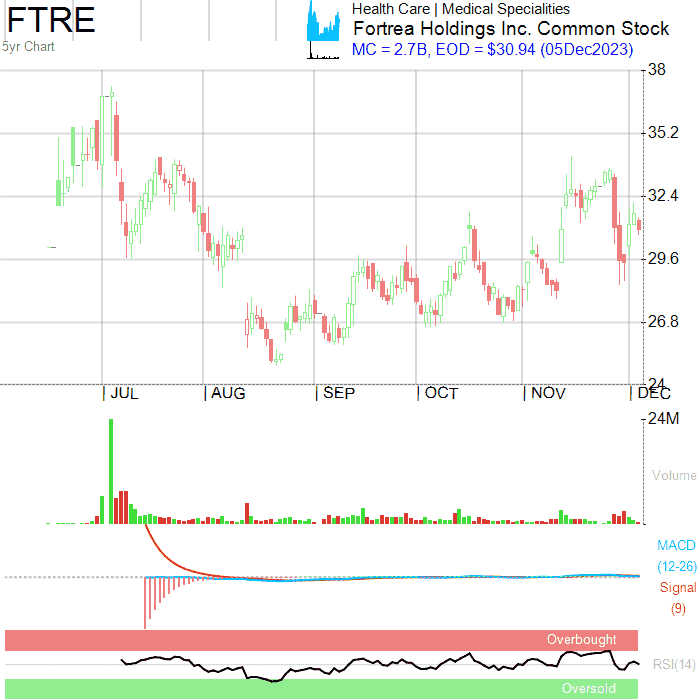 FTRE
5yr Chart
Health Care | Medical Specialities
Fortrea Holdings Inc. Common Stock
MC = 2.7B, EOD = $30.94 (05Dec2023)
38
35.2
32.4
29.6
26.8
24
| JUL | AUG | SEP | OCT | NOV | DEC
24M
Volume
MACD
(12-26)
Signal
(9)
Overbought
RSI(14)
Oversold